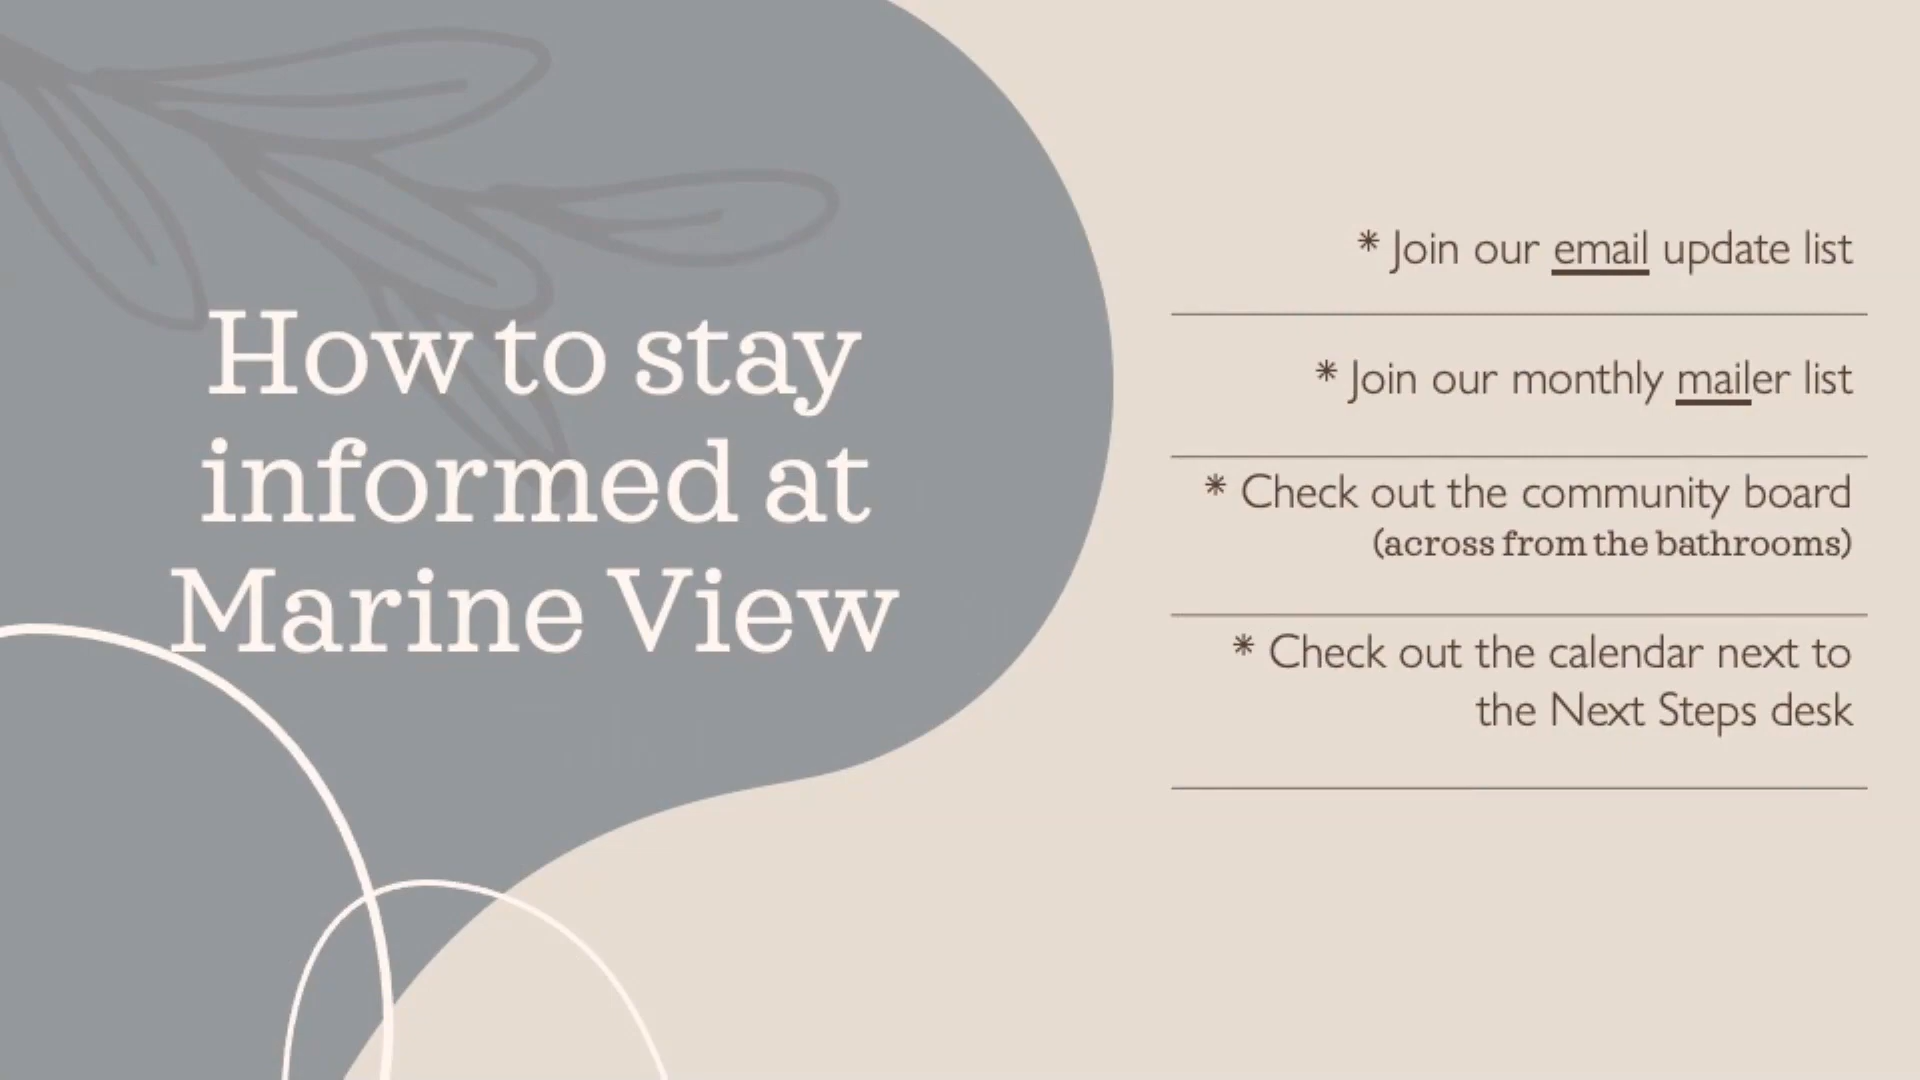 How to stay
informed at
Marine View
* Join our email update list
* Join our monthly mailer list
* Check out the community board
(across from the bathrooms)
* Check out the calendar next to
the Next Steps desk